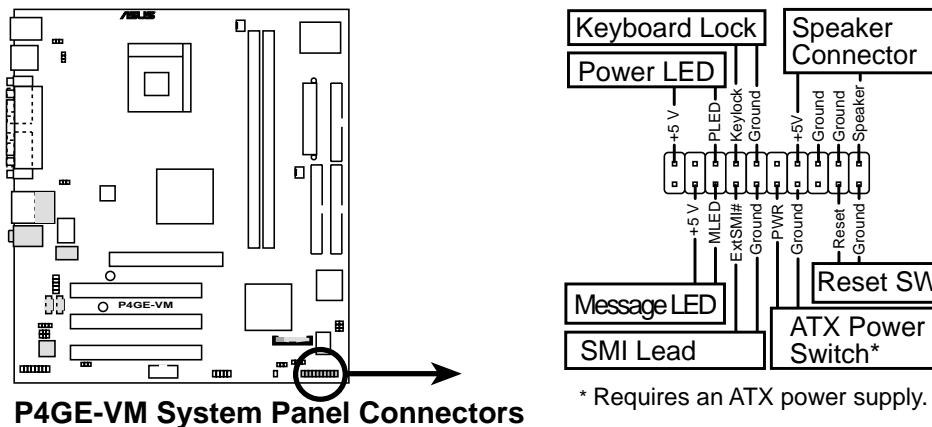 ASUS
P4GE-VM
P4GE-VM System Panel Connectors
Keyboard Lock
Power LED
Speaker
Connector
+5 V
PLED
Keylock
Ground
+5V
Ground
Ground
Speaker
+5 V
MLED
ExtSMI#
Ground
PWR
Ground
Reset
Ground
Message LED
SMI Lead
Reset SW
ATX Power
Switch*
* Requires an ATX power supply.